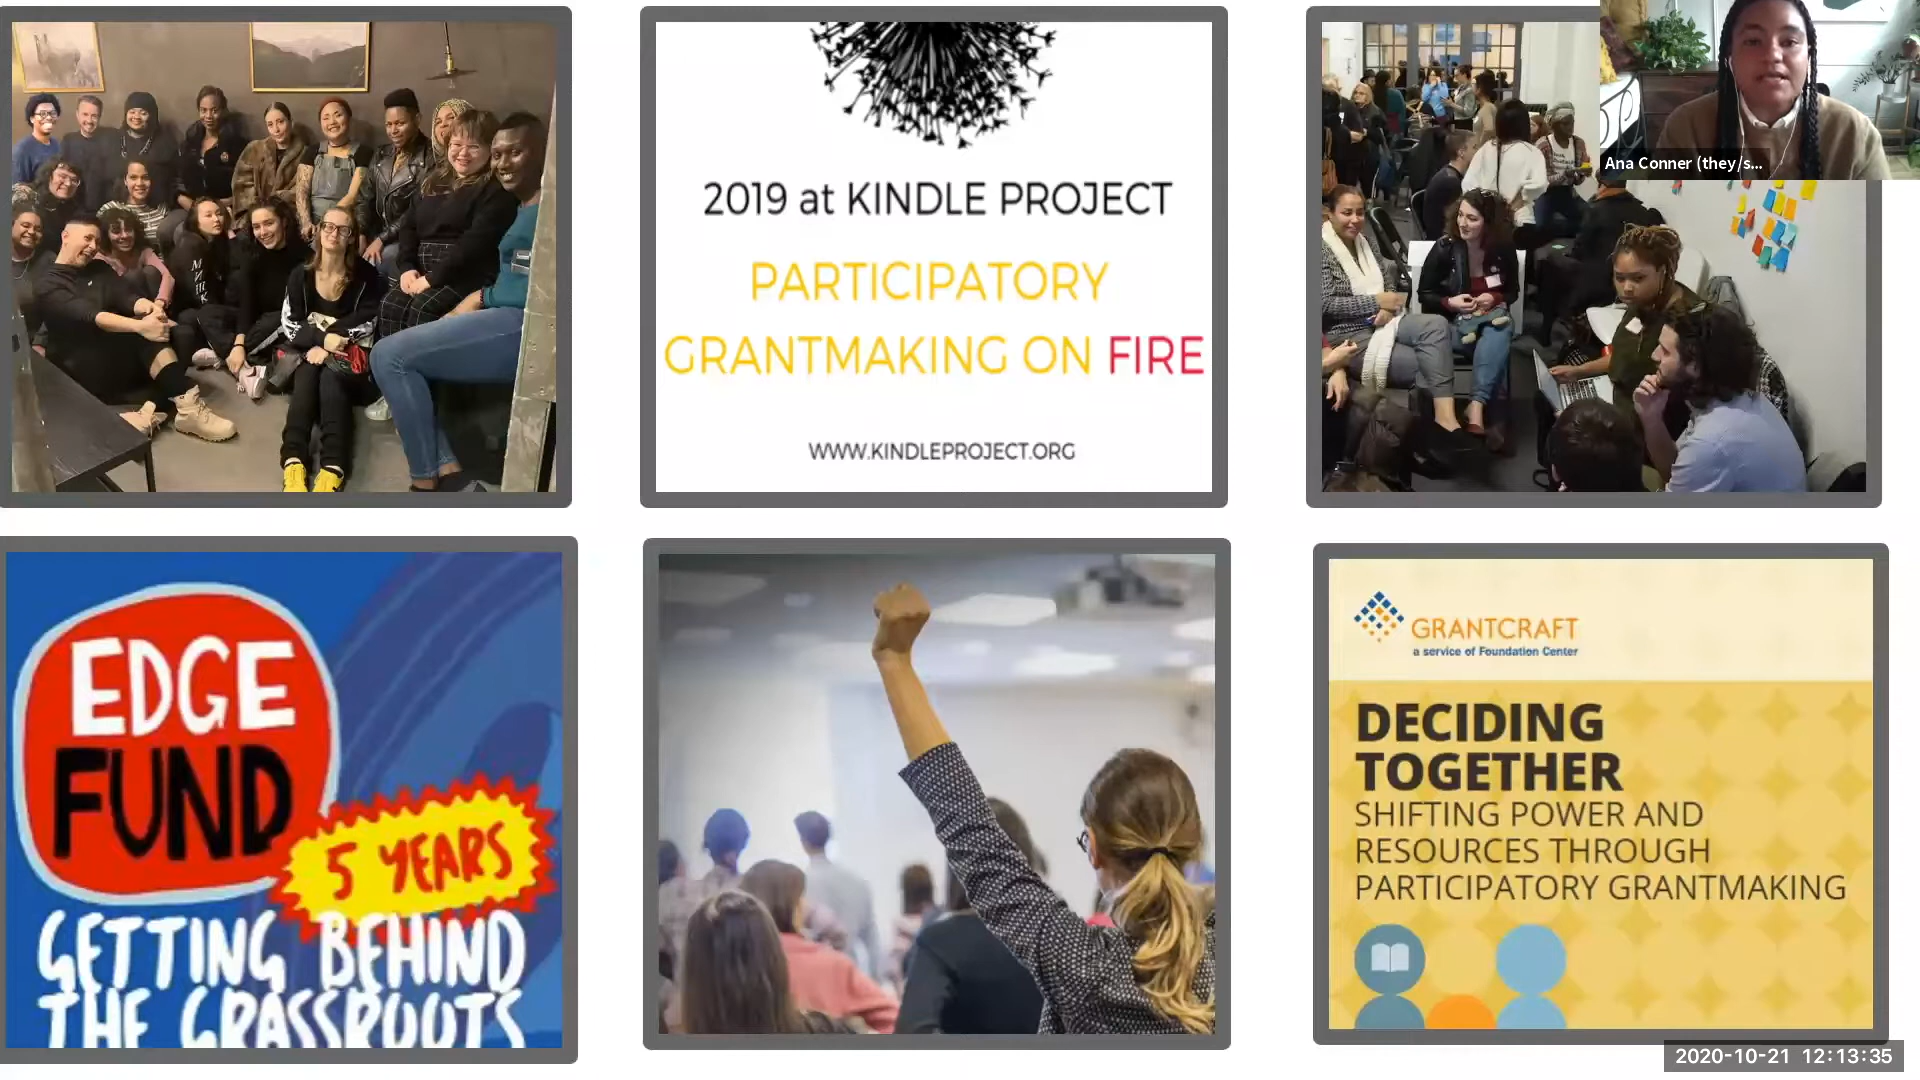 2019 at KINDLE PROJECT
PARTICIPATORY
GRANTMAKING ON FIRE
WWW.KINDLEPROJECT.ORG
Ana Conner (they/s...
EDGE
FUND
5 YEARS
GETTING BEHIND
THE GRASSROOTS
GRANTCRAFT
a service of Foundation Center
DECIDING
TOGETHER
SHIFTING POWER AND
RESOURCES THROUGH
PARTICIPATORY GRANTMAKING
2020-10-21 12:13:35